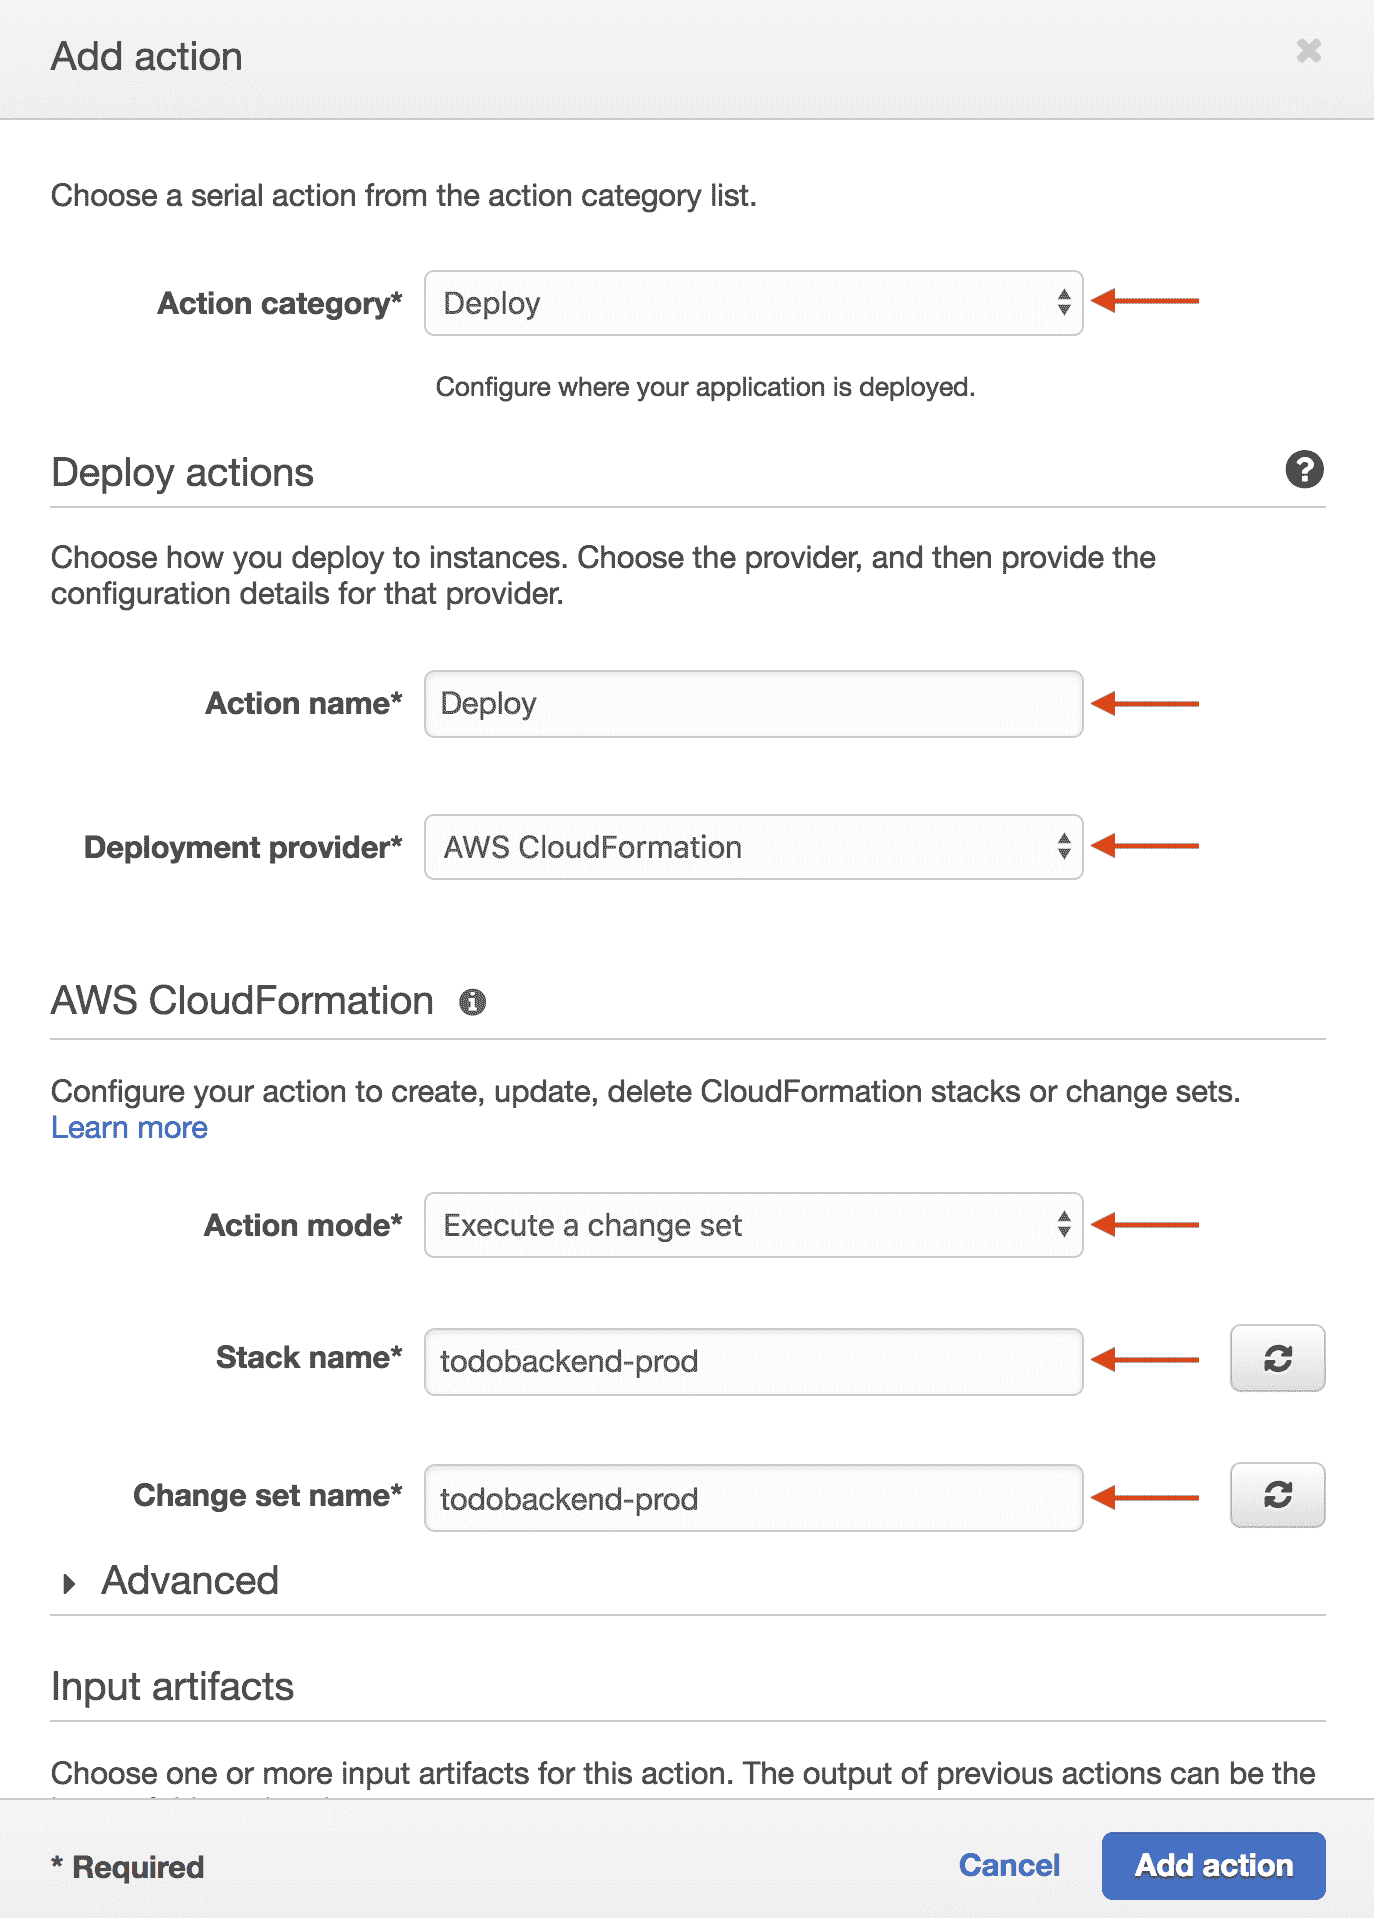 Add action
Choose a serial action from the action category list.
Action category* Deploy
Configure where your application is deployed.
Deploy actions
Choose how you deploy to instances. Choose the provider, and then provide the
configuration details for that provider.
Action name* Deploy
Deployment provider* AWS CloudFormation
AWS CloudFormation
Configure your action to create, update, delete CloudFormation stacks or change sets.
Learn more
Action mode* Execute a change set
Stack name* todobackend-prod
Change set name* todobackend-prod
Advanced
Input artifacts
Choose one or more input artifacts for this action. The output of previous actions can be the
* Required
Cancel
Add action